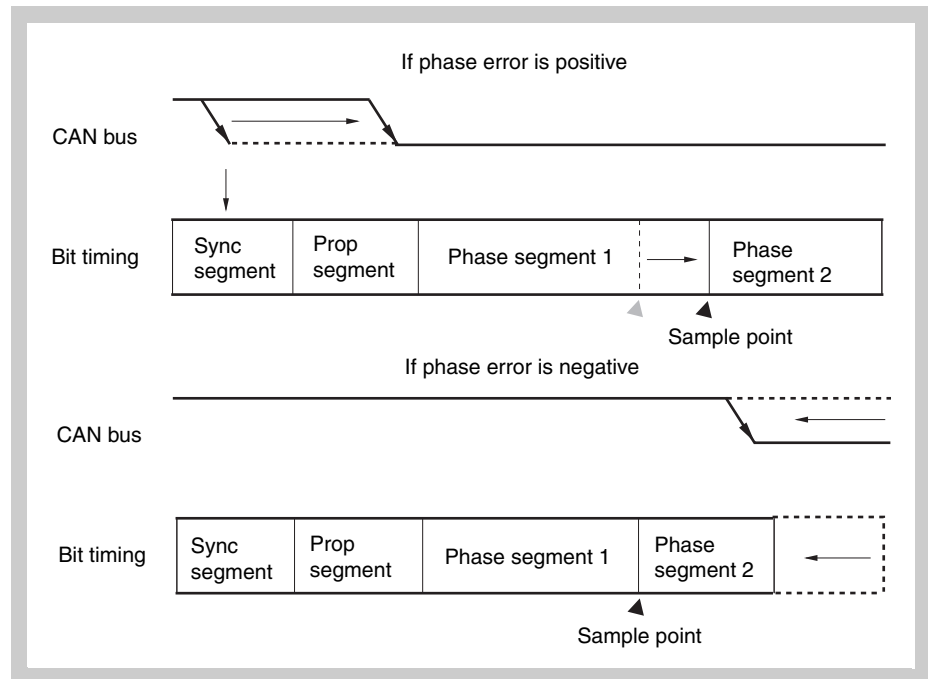 If phase error is positive
CAN bus
Bit timing
Sync
segment
Prop
segment
Phase segment 1
Phase
segment 2
Sample point
If phase error is negative
CAN bus
Bit timing
Sync
segment
Prop
segment
Phase segment 1
Phase
segment 2
Sample point